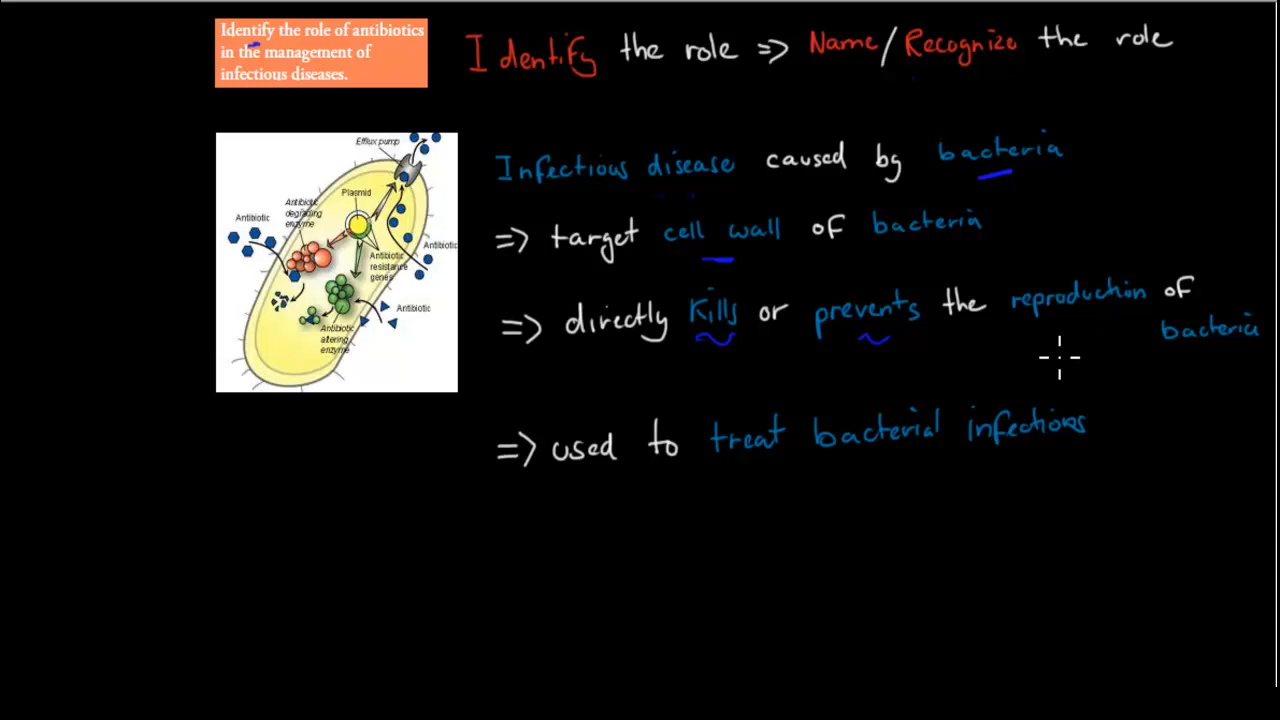 Identify the role of antibiotics
in the management of
infectious diseases.
Identify the role => Name/Recognize the role
Efflux pump
Plasmid
Antibiotic
degrading
enzyme
Antibiotic
Antibiotic
Antibiotic
resistance
genes
Antibiotic
Antibiotic
altering
enzyme
Infectious disease caused by bacteria
=> target cell wall of bacteria
=> directly kills or prevents the reproduction of
bacteria
=> used to treat bacterial infections